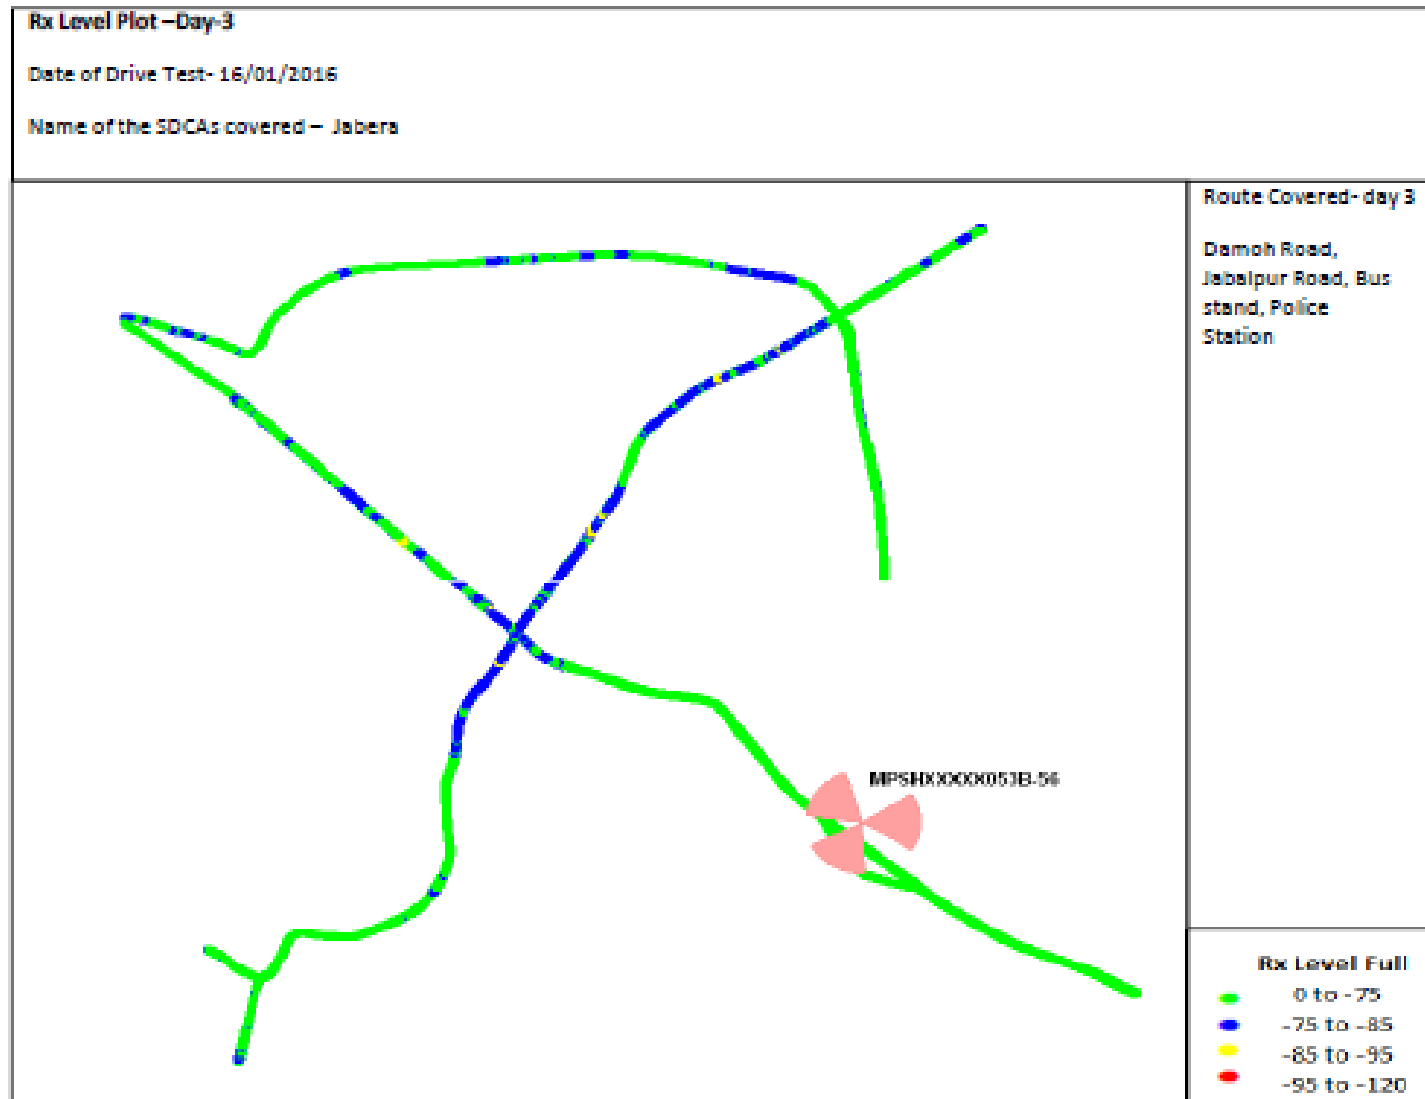 Rx Level Plot –Day-3
Date of Drive Test- 16/01/2016
Name of the SDCAs covered – Jabera
Route Covered- day 3
Damoh Road,
Jabalpur Road, Bus
stand, Police
Station
MPSHXXXXX053B-56
Rx Level Full
0 to -75
-75 to -85
-85 to -95
-95 to -120